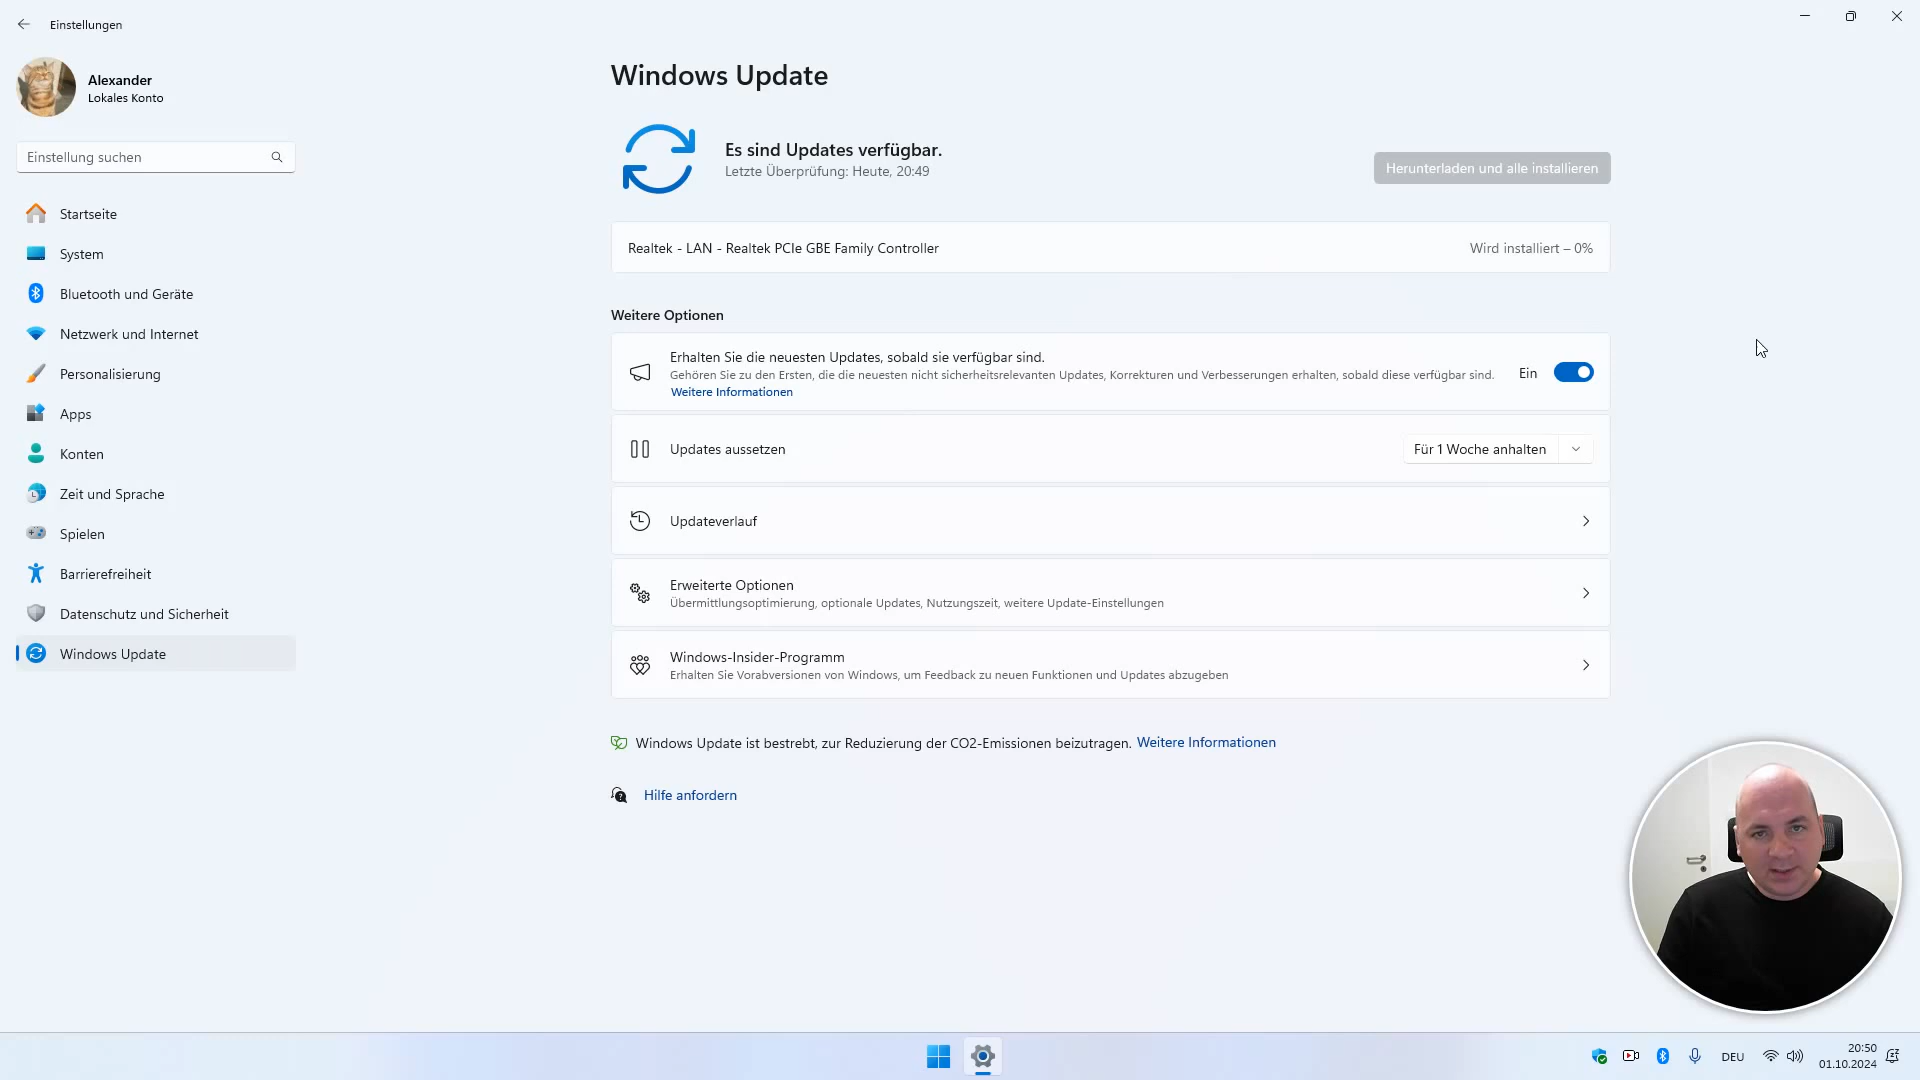 Einstellungen
Alexander
Lokales Konto
Einstellung suchen
Startseite
System
Bluetooth und Geräte
Netzwerk und Internet
Personalisierung
Apps
Konten
Zeit und Sprache
Spielen
Barrierefreiheit
Datenschutz und Sicherheit
Windows Update
Windows Update
Es sind Updates verfügbar.
Letzte Überprüfung: Heute, 20:49
Herunterladen und alle installieren
Realtek - LAN - Realtek PCIe GBE Family Controller
Wird installiert – 0%
Weitere Optionen
Erhalten Sie die neuesten Updates, sobald sie verfügbar sind.
Gehören Sie zu den Ersten, die die neuesten nicht sicherheitsrelevanten Updates, Korrekturen und Verbesserungen erhalten, sobald diese verfügbar sind.
Weitere Informationen
Ein
Updates aussetzen
Für 1 Woche anhalten
Updateverlauf
Erweiterte Optionen
Übermittlungsoptimierung, optionale Updates, Nutzungszeit, weitere Update-Einstellungen
Windows-Insider-Programm
Erhalten Sie Vorabversionen von Windows, um Feedback zu neuen Funktionen und Updates abzugeben
Windows Update ist bestrebt, zur Reduzierung der CO2-Emissionen beizutragen. Weitere Informationen
Hilfe anfordern
DEU
20:50
01.10.2024